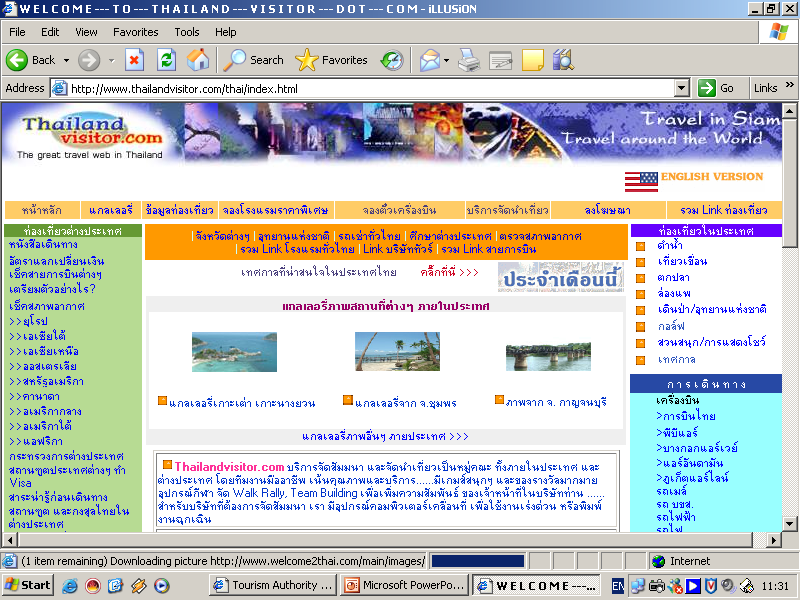 W E L C O M E --- T O --- T H A I L A N D --- V I S I T O R --- D O T --- C O M - iLLUSiON
File Edit View Favorites Tools Help
Back Search Favorites
Address http://www.thailandvisitor.com/thai/index.html Go Links »
Thailand
visitor.com
The great travel web in Thailand
Travel in Siam
Travel around the World
ENGLISH VERSION
หน้าหลัก แกลเลอรี่ ข้อมูลท่องเที่ยว จองโรงแรมราคาพิเศษ จองตั๋วเครื่องบิน บริการจัดนำเที่ยว ลงโฆษณา รวม Link ท่องเที่ยว
ท่องเที่ยวต่างประเทศ
หนังสือเดินทาง
อัตราแลกเปลี่ยนเงิน
เช็คสายการบินต่างๆ
เตรียมตัวอย่างไร?
เช็คสภาพอากาศ
>>ยุโรป
>>เอเชียใต้
>>เอเชียเหนือ
>>ออสเตรเลีย
>>สหรัฐอเมริกา
>>คานาดา
>>อเมริกากลาง
>>อเมริกาใต้
>>แอฟริกา
กระทรวงการต่างประเทศ
สถานฑูตประเทศต่างๆ ทำ
Visa
สาระน่ารู้ก่อนเดินทาง
สถานฑูต และกงสุลไทยใน
ต่างประเทศ
|จังหวัดต่างๆ| อุทยานแห่งชาติ | รถเช่าทั่วไทย | ศึกษาต่างประเทศ | ตรวจสภาพอากาศ
|รวม Link โรงแรมทั่วไทย | Link บริษัททัวร์ | รวม Link สายการบิน
เทศกาลที่น่าสนใจในประเทศไทย คลิ๊กที่นี่ >>> ประจำเดือนนี้
แกลเลอรี่ภาพสถานที่ต่างๆ ภายในประเทศ
แกลเลอรี่เกาะเต่า เกาะนางยวน แกลเลอรี่จาก จ.ชุมพร ภาพจาก จ. กาญจนบุรี
แกลเลอรี่ภาพอื่นๆ ภายประเทศ >>>
Thailandvisitor.com บริการจัดสัมมนา และจัดนำเที่ยวเป็นหมู่คณะ ทั้งภายในประเทศ และ
ต่างประเทศ โดยทีมงานมืออาชีพ เน้นคุณภาพและบริการ......มีเกมส์สนุกๆ และของรางวัลมากมาย
อุปกรณ์กีฬา จัด Walk Rally, Team Building เพื่อเพิ่มความสัมพันธ์ ของเจ้าหน้าที่ในบริษัทท่าน ......
สำหรับบริษัทที่ต้องการจัดสัมมนา เรา มีอุปกรณ์คอมพิวเตอร์เคลื่อนที่ เพื่อใช้งานเร่งด่วน หรือพิมพ์
งานฉุกเฉิน
ท่องเที่ยวในประเทศ
ดำน้ำ
เที่ยวเขื่อน
ตกปลา
ล่องแพ
เดินป่า/อุทยานแห่งชาติ
กอล์ฟ
สวนสนุก/การแสดงโชว์
เทศกาล
การเดินทาง
เครื่องบิน
>การบินไทย
>พีบีแอร์
>บางกอกแอร์เวย์
>แอร์อันดามัน
>ภูเก็ตแอร์ไลน์
รถเมล์
รถ บขส.
รถไฟฟ้า
(1 item remaining) Downloading picture http://www.welcome2thai.com/main/images/ Internet
Start Tourism Authority ... Microsoft PowerPo... W E L C O M E ---... EN 11:31